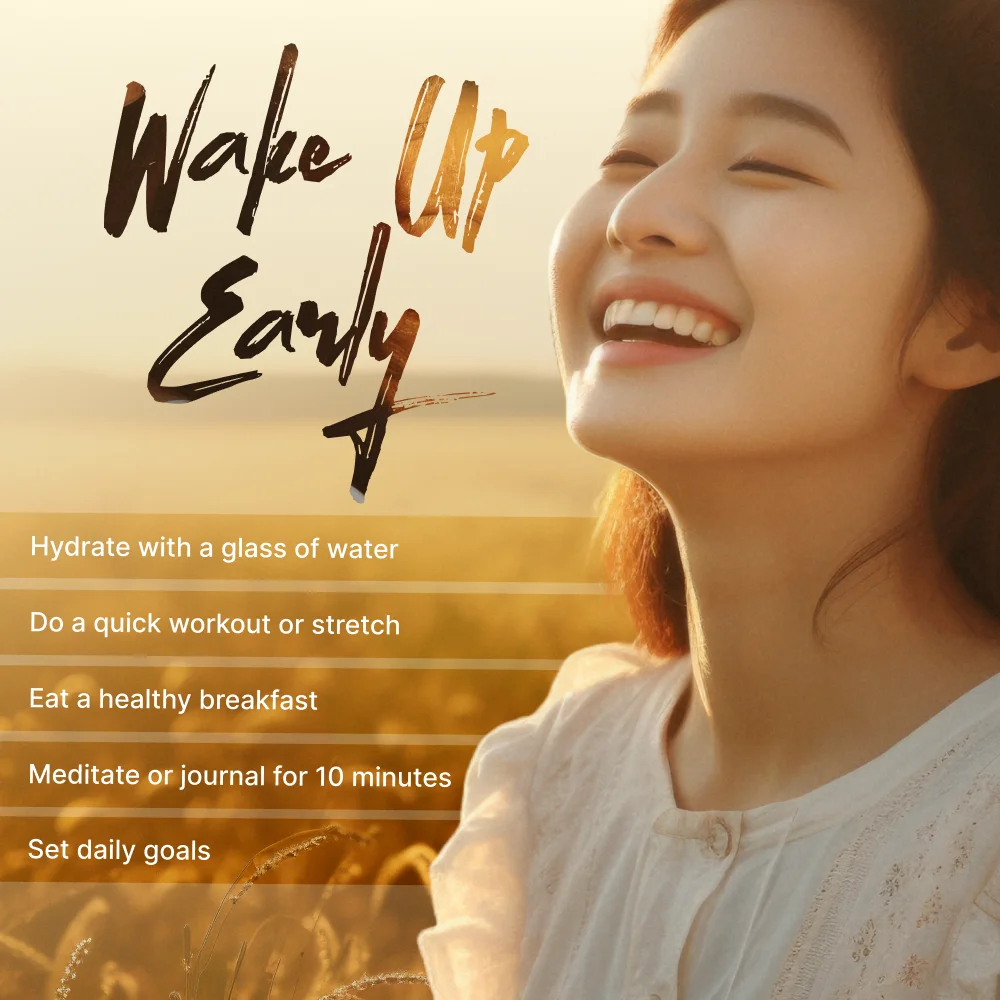 Wake Up
Early
Hydrate with a glass of water
Do a quick workout or stretch
Eat a healthy breakfast
Meditate or journal for 10 minutes
Set daily goals